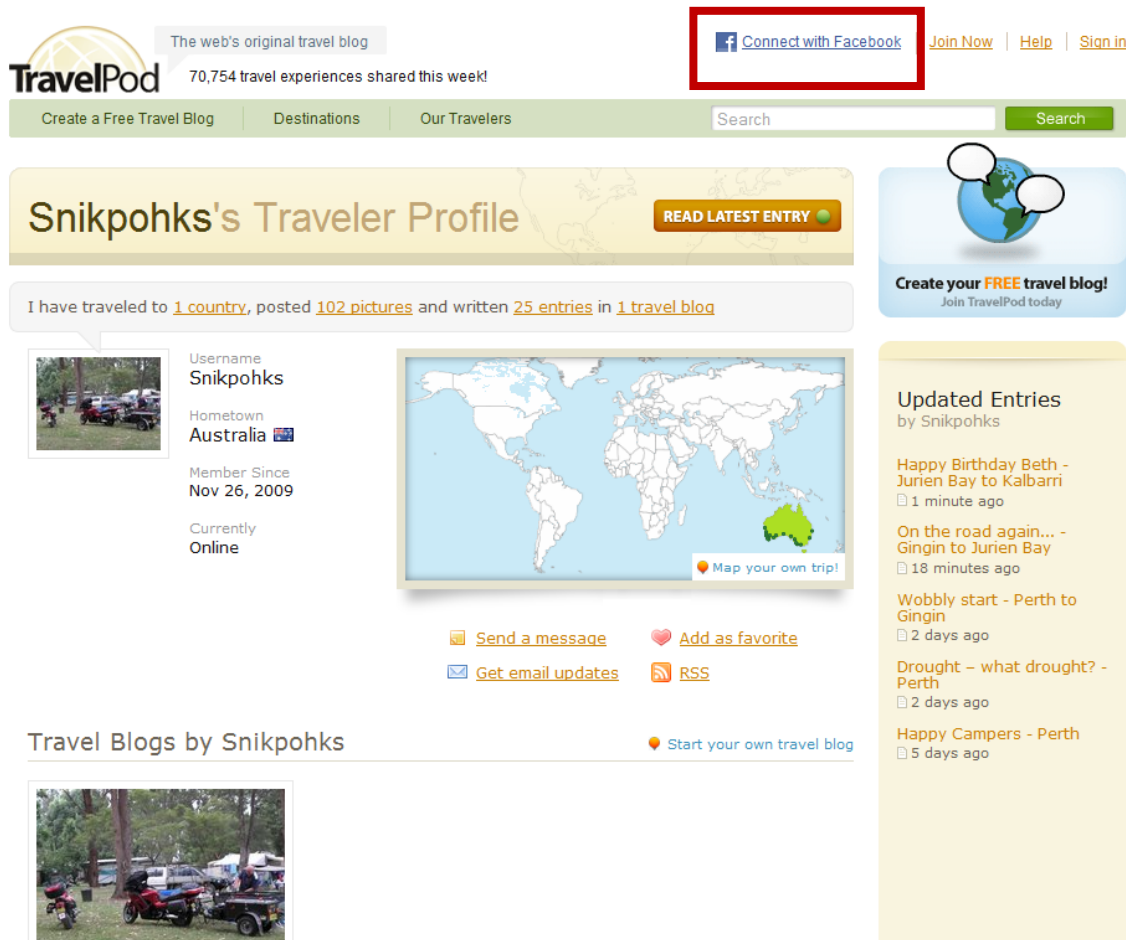 The web's original travel blog
Connect with Facebook
Join Now
Help
Sign in
TravelPod
70,754 travel experiences shared this week!
Create a Free Travel Blog
Destinations
Our Travelers
Search
Search
Snikpohks's Traveler Profile
READ LATEST ENTRY
Create your FREE travel blog!
Join TravelPod today
I have traveled to 1 country, posted 102 pictures and written 25 entries in 1 travel blog
Username
Snikpohks
Hometown
Australia
Member Since
Nov 26, 2009
Currently
Online
Map your own trip!
Send a message
Add as favorite
Get email updates
RSS
Updated Entries
by Snikpohks
Happy Birthday Beth -
Jurien Bay to Kalbarri
1 minute ago
On the road again... -
Gingin to Jurien Bay
18 minutes ago
Wobbly start - Perth to
Gingin
2 days ago
Drought – what drought? -
Perth
2 days ago
Happy Campers - Perth
5 days ago
Travel Blogs by Snikpohks
Start your own travel blog